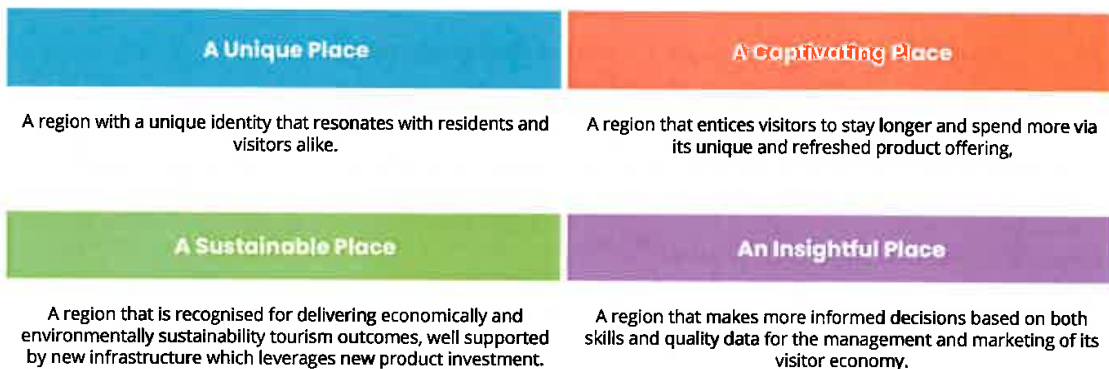 A Unique Place
A region with a unique identity that resonates with residents and
visitors alike.
A Captivating Place
A region that entices visitors to stay longer and spend more via
its unique and refreshed product offering,
A Sustainable Place
A region that is recognised for delivering economically and
environmentally sustainability tourism outcomes, well supported
by new infrastructure which leverages new product investment.
An Insightful Place
A region that makes more informed decisions based on both
skills and quality data for the management and marketing of its
visitor economy.